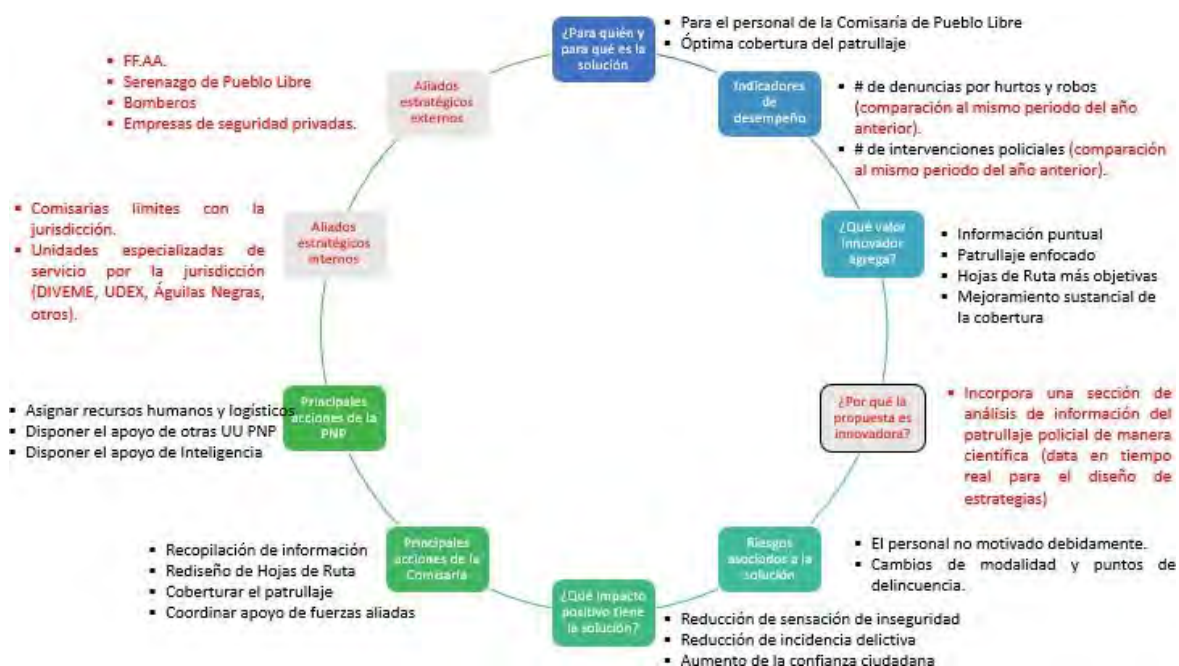 ¿Para quién y
para qué es la
solución
▪ Para el personal de la Comisaría de Pueblo Libre
▪ Óptima cobertura del patrullaje
Indicadores
de
desempeño
▪ # de denuncias por hurtos y robos
(comparación al mismo periodo del año
anterior).
▪ # de intervenciones policiales (comparación
al mismo periodo del año anterior).
¿Qué valor
innovador
agrega?
▪ Información puntual
▪ Patrullaje enfocado
▪ Hojas de Ruta más objetivas
▪ Mejoramiento sustancial de
la cobertura
¿Por qué la
propuesta es
innovadora?
▪ Incorpora una sección de
análisis de información del
patrullaje policial de manera
científica (data en tiempo
real para el diseño de
estrategias)
Riesgos
asociados a la
solución
▪ El personal no motivado debidamente.
▪ Cambios de modalidad y puntos de
delincuencia.
¿Qué impacto
positivo tiene
la solución?
▪ Reducción de sensación de inseguridad
▪ Reducción de incidencia delictiva
▪ Aumento de la confianza ciudadana
Principales
acciones de la
Comisaría
▪ Recopilación de información
▪ Rediseño de Hojas de Ruta
▪ Coberturar el patrullaje
▪ Coordinar apoyo de fuerzas aliadas
Principales
acciones de la
PNP
▪ Asignar recursos humanos y logísticos
▪ Disponer el apoyo de otras UU PNP
▪ Disponer el apoyo de Inteligencia
Aliados
estratégicos
internos
▪ Comisarias limites con la
jurisdicción.
▪ Unidades especializadas de
servicio por la jurisdicción
(DIVEME, UDEX, Águilas Negras,
otros).
Aliados
estratégicos
externos
▪ FF.AA.
▪ Serenazgo de Pueblo Libre
▪ Bomberos
▪ Empresas de seguridad privadas.